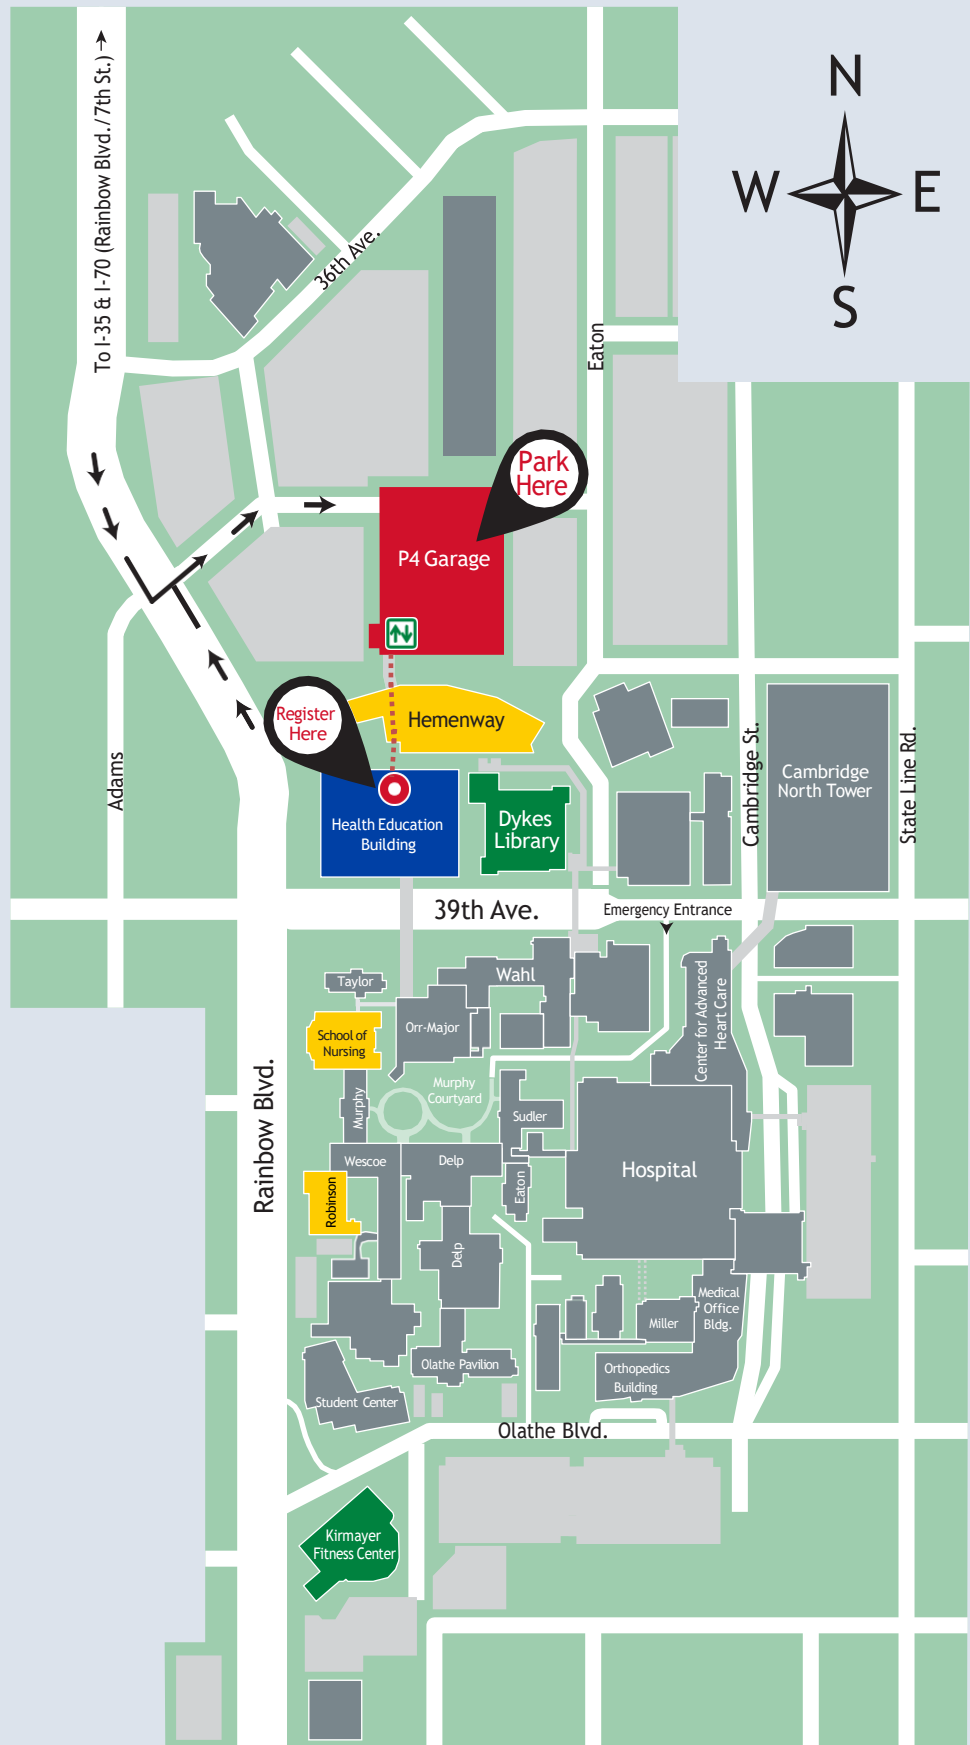 To I-35 & I-70 (Rainbow Blvd./7th St.)
N
W
E
S
36th Ave.
Eaton
Park
Here
P4 Garage
Register
Here
Hemenway
Adams
Health Education
Building
Dykes
Library
Cambridge St.
Cambridge
North Tower
State Line Rd.
39th Ave.
Emergency Entrance
Taylor
Wahl
Center for Advanced
Heart Care
School of
Nursing
Orr-Major
Rainbow Blvd.
Murphy
Murphy
Courtyard
Sudler
Wescoe
Delp
Hospital
Robinson
Eaton
Delp
Medical
Office
Bldg.
Miller
Olathe Pavilion
Orthopedics
Building
Student Center
Olathe Blvd.
Kirmayer
Fitness Center